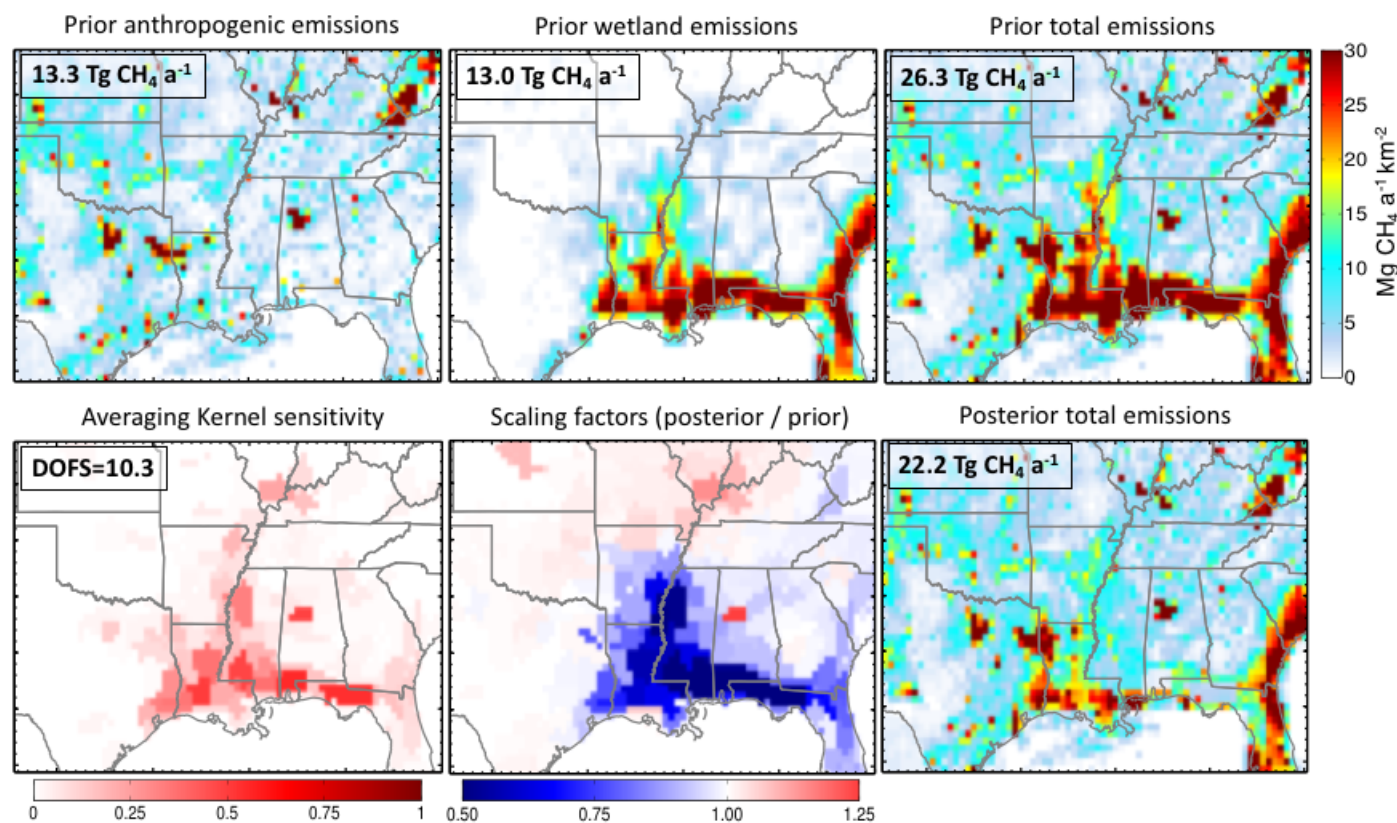 Prior anthropogenic emissions
Prior wetland emissions
Prior total emissions
13.3 Tg CH₄ a⁻¹
13.0 Tg CH₄ a⁻¹
26.3 Tg CH₄ a⁻¹
30
25
20
15
10
5
0
Mg CH₄ a⁻¹ km⁻²
Averaging Kernel sensitivity
Scaling factors (posterior / prior)
Posterior total emissions
DOFS=10.3
22.2 Tg CH₄ a⁻¹
0 0.25 0.5 0.75 1
0.50 0.75 1.00 1.25